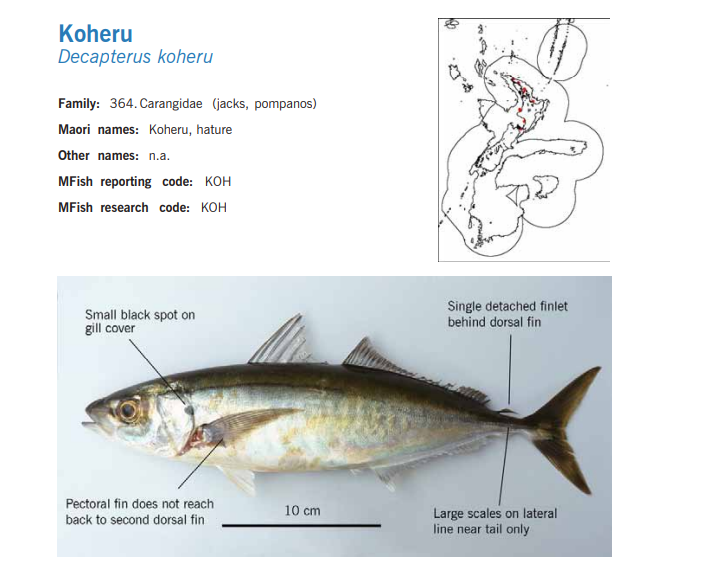 Koheru
Decapterus koheru
Family: 364. Carangidae (jacks, pompanos)
Maori names: Koheru, hature
Other names: n.a.
MFish reporting code: KOH
MFish research code: KOH
Small black spot on
gill cover
Single detached finlet
behind dorsal fin
Pectoral fin does not reach
back to second dorsal fin
10 cm
Large scales on lateral
line near tail only